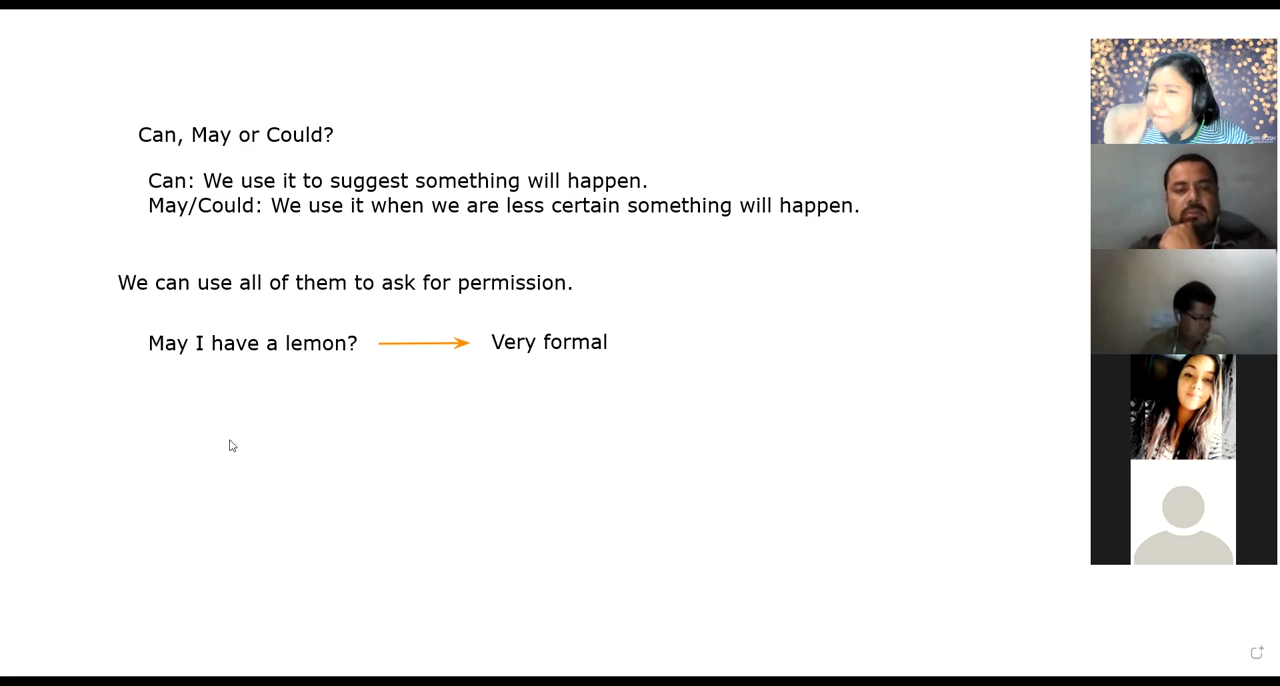 Can, May or Could?
Can: We use it to suggest something will happen.
May/Could: We use it when we are less certain something will happen.
We can use all of them to ask for permission.
May I have a lemon?
Very formal